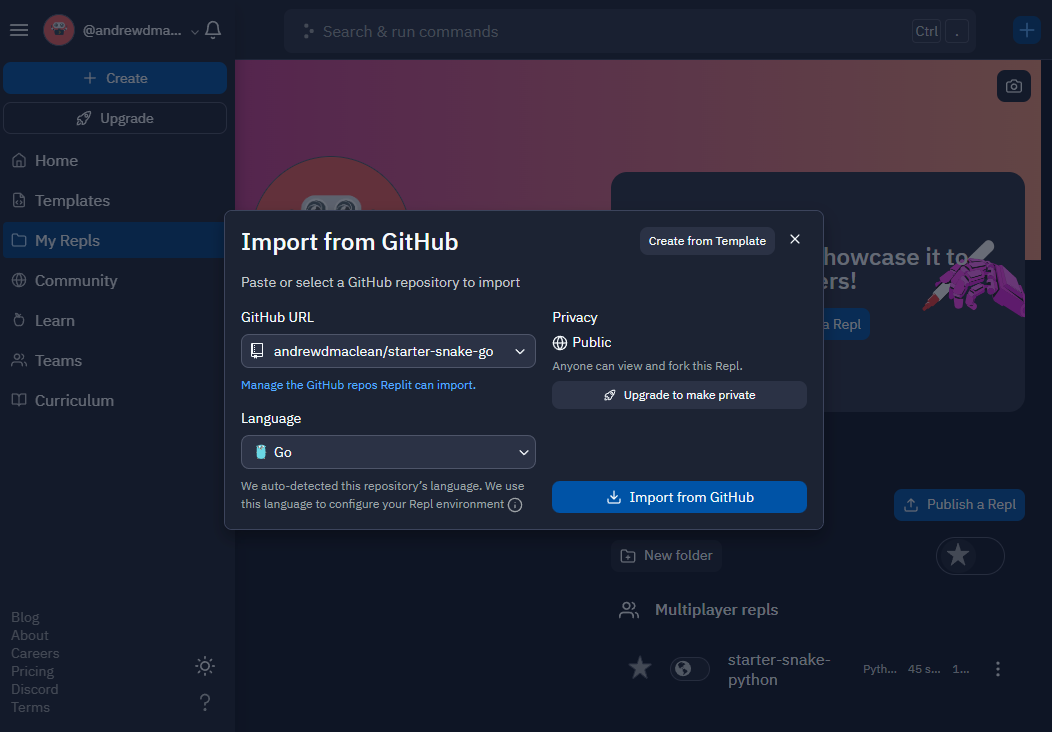 @andrewdma...
Search & run commands
Ctrl
.
Create
Upgrade
Home
Templates
My Repls
Community
Learn
Teams
Curriculum
Blog
About
Careers
Pricing
Discord
Terms
?
Import from GitHub
Create from Template
Paste or select a GitHub repository to import
GitHub URL
andrewdmaclean/starter-snake-go
Manage the GitHub repos Replit can import.
Language
Go
We auto-detected this repository's language. We use
this language to configure your Repl environment
Privacy
Public
Anyone can view and fork this Repl.
Upgrade to make private
Import from GitHub
howcase it to
ers!
a Repl
Publish a Repl
New folder
Multiplayer repls
starter-snake-
python
Pyth...
45 s...
1...